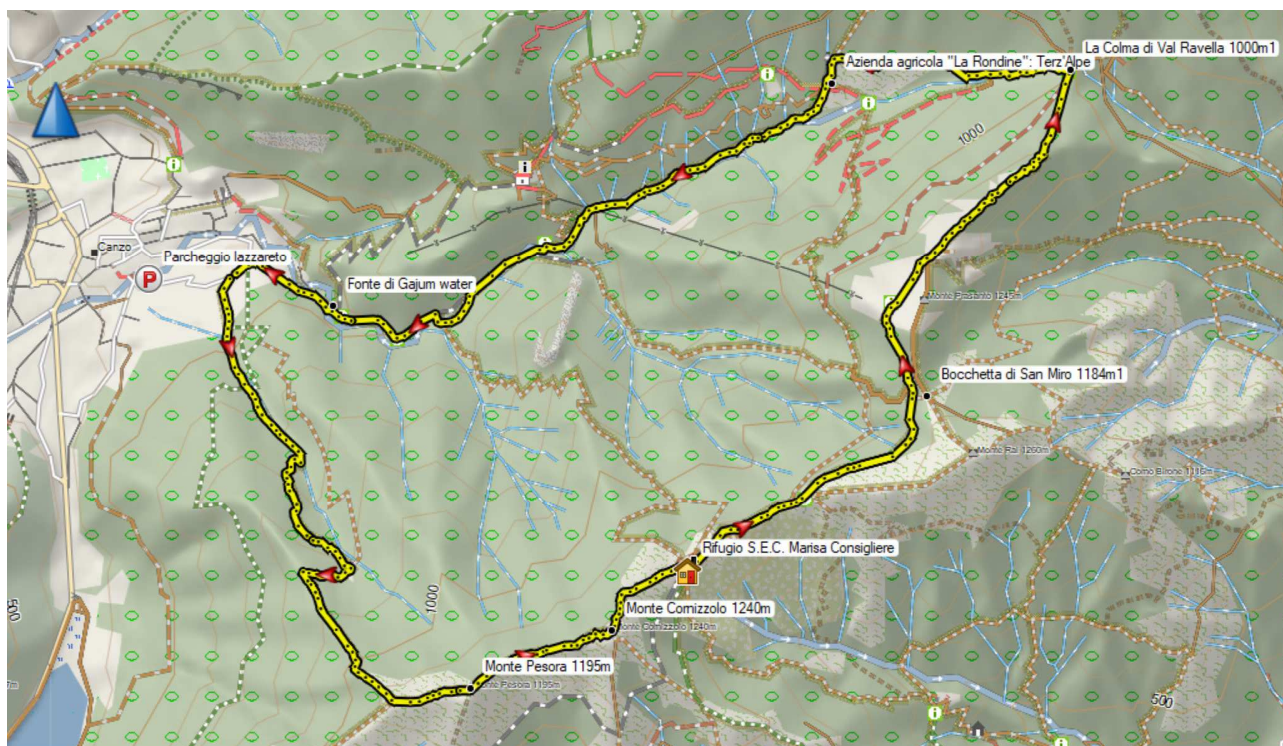 La Colma di Val Ravella 1000m1
Azienda agricola "La Rondine": Terz'Alpe
1000
Canzo
Parcheggio lazzareto
P
Fonte di Gajum water
Monte Prasanto 1245m
Bocchetta di San Miro 1184m1
Monte Rai 1260m
Corno Birone 1116m
Rifugio S.E.C. Marisa Consigliere
500
1000
Monte Cornizzolo 1240m
Monte Cornizzolo 1240m
Monte Pesora 1195m
Monte Pesora 1195m
500